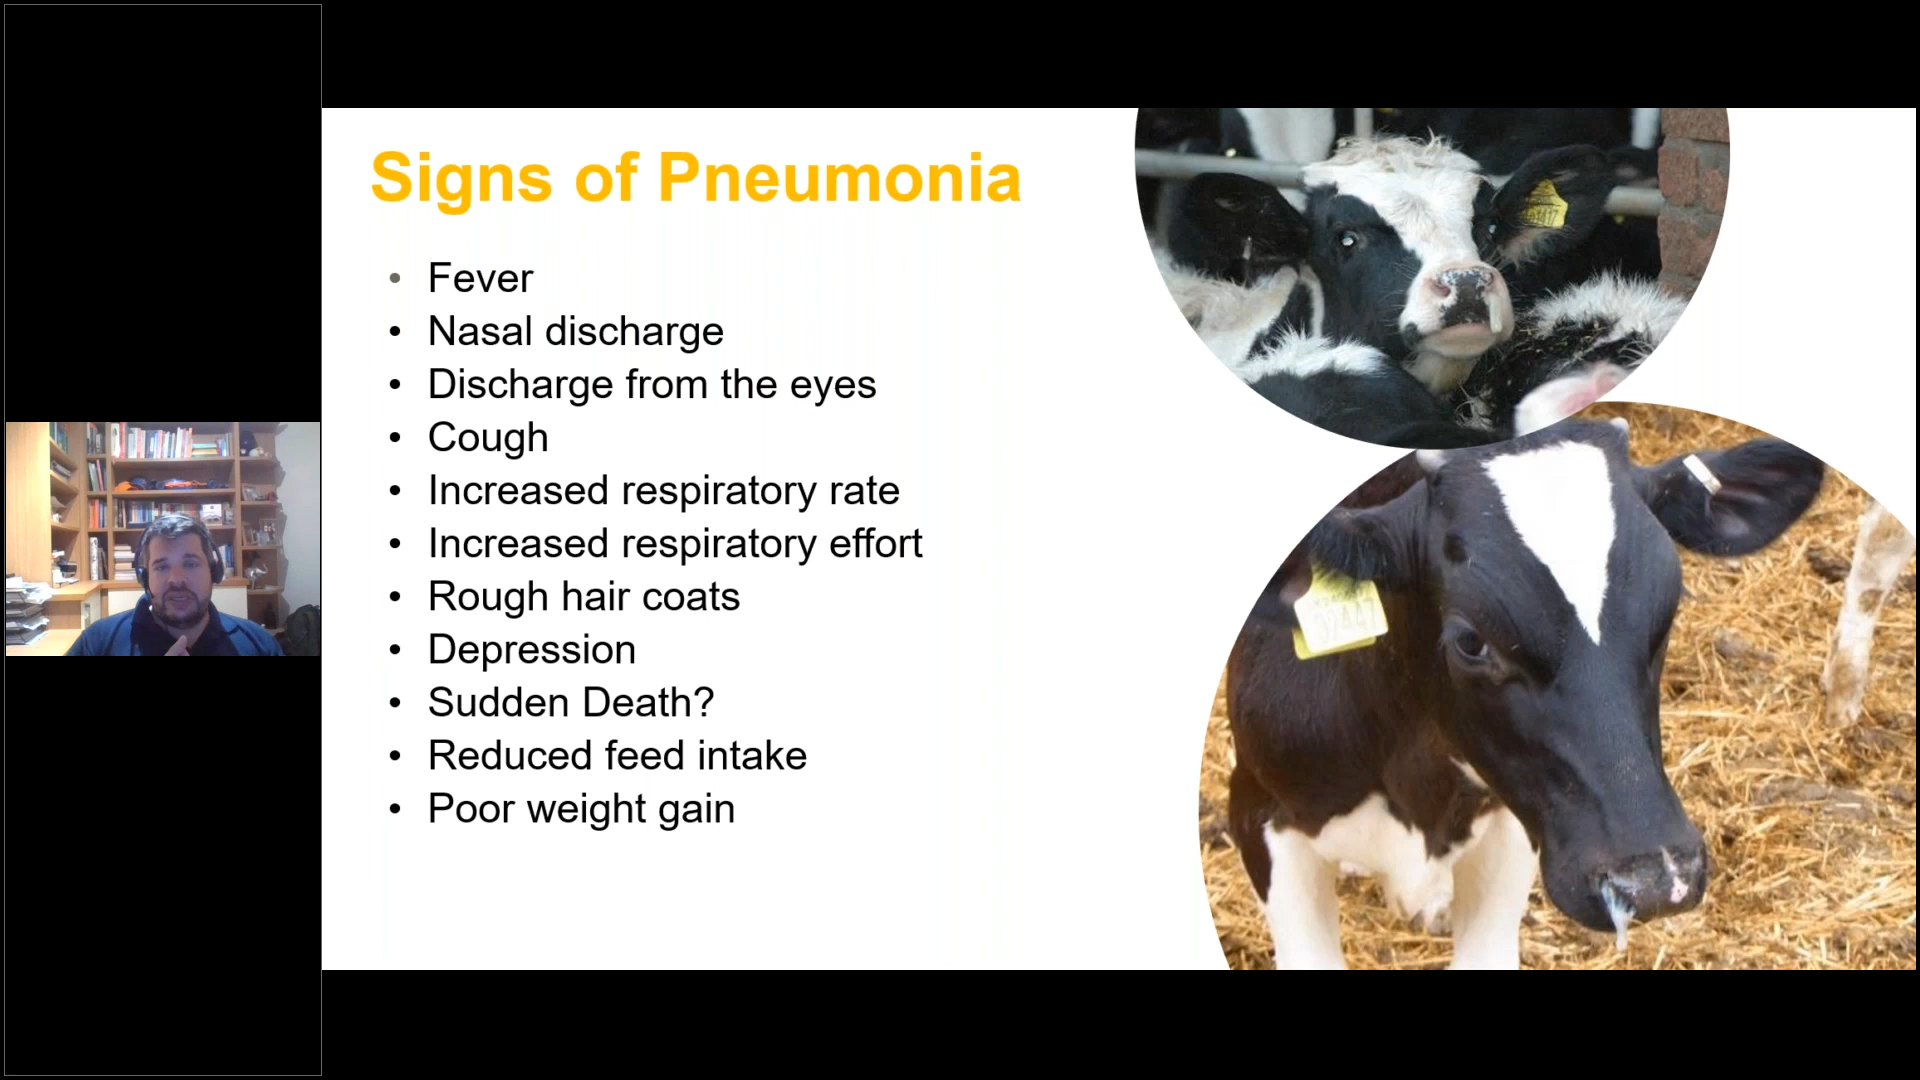 Signs of Pneumonia
• Fever
• Nasal discharge
• Discharge from the eyes
• Cough
• Increased respiratory rate
• Increased respiratory effort
• Rough hair coats
• Depression
• Sudden Death?
• Reduced feed intake
• Poor weight gain